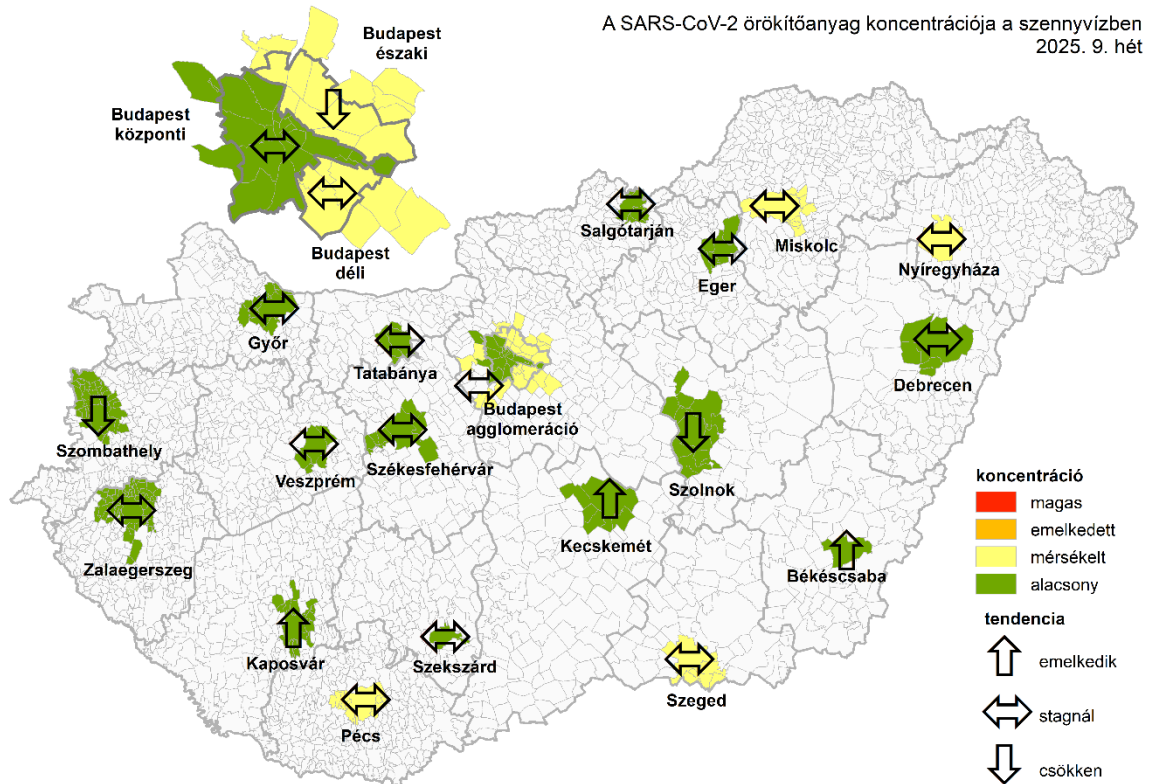 A SARS-CoV-2 örökítőanyag koncentrációja a szennyvízben
2025. 9. hét
Budapest
északi
Budapest
központi
Budapest
déli
Salgótarján
Miskolc
Eger
Nyíregyháza
Győr
Tatabánya
Debrecen
Budapest
agglomeráció
Szombathely
Veszprém
Székesfehérvár
Szolnok
Kecskemét
Zalaegerszeg
Békéscsaba
Kaposvár
Szekszárd
Szeged
Pécs
koncentráció
magas
emelkedett
mérsékelt
alacsony
tendencia
emelkedik
stagnál
csökken